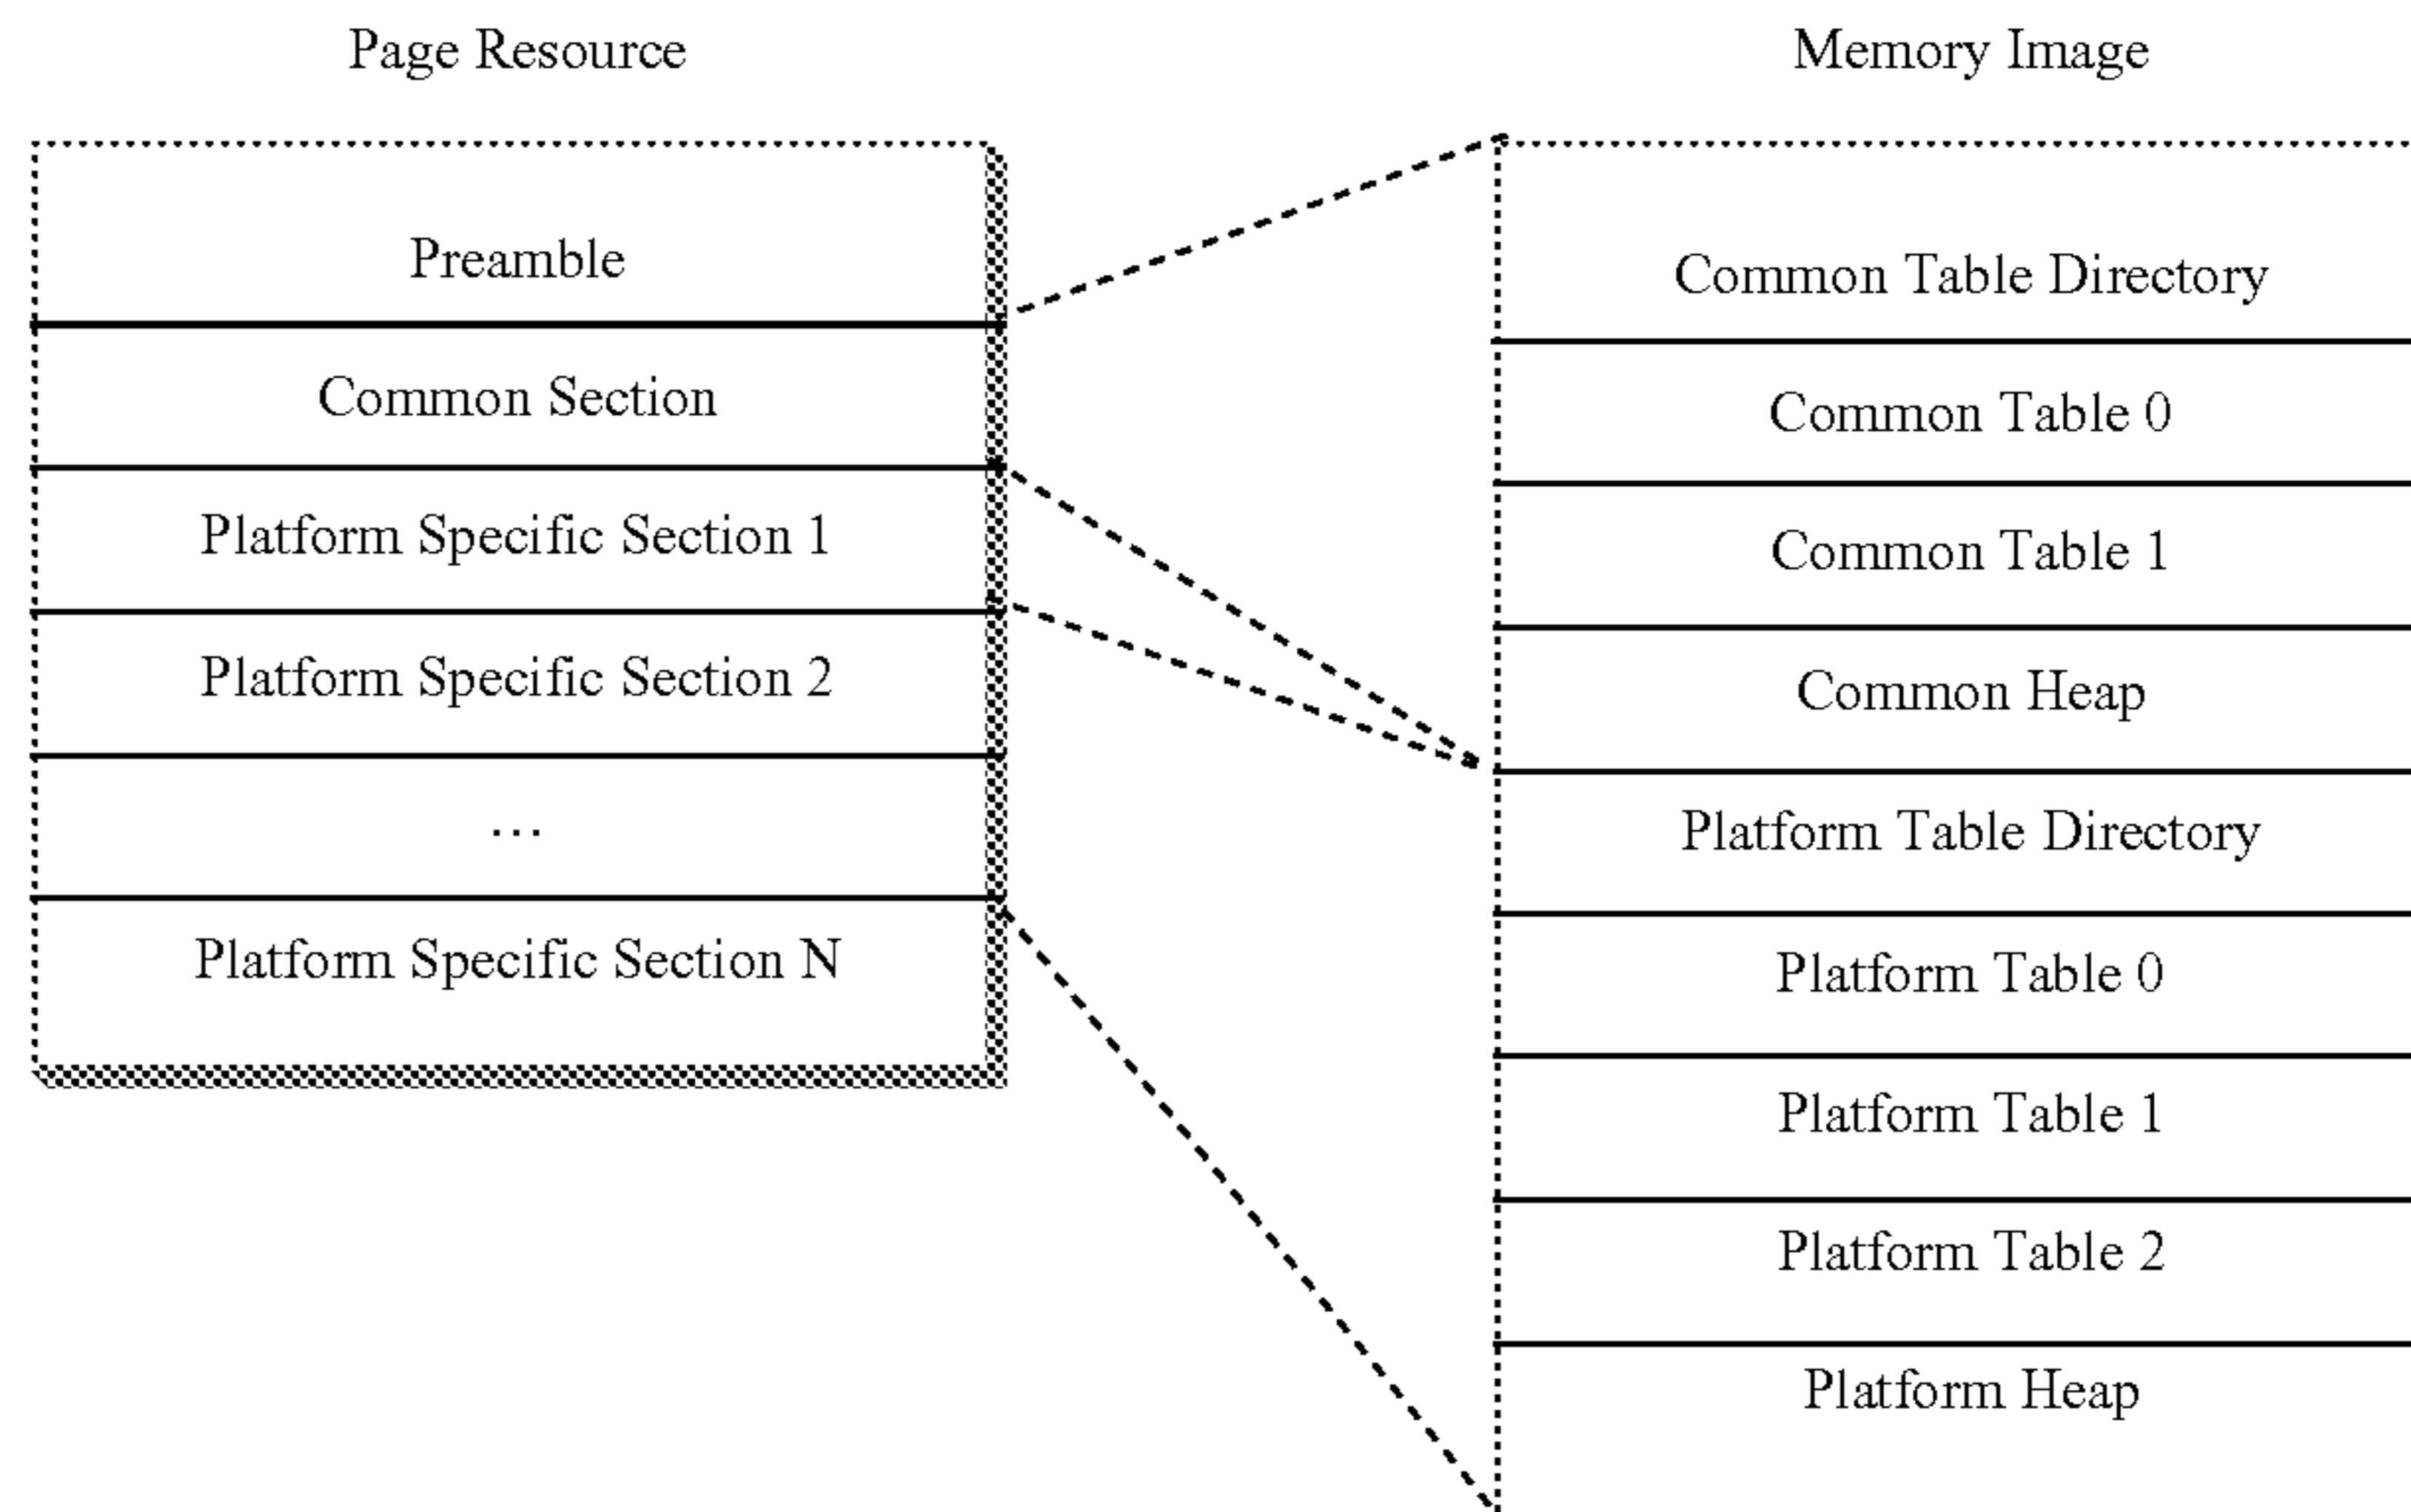 Page Resource
Preamble
Common Section
Platform Specific Section 1
Platform Specific Section 2
...
Platform Specific Section N
Memory Image
Common Table Directory
Common Table 0
Common Table 1
Common Heap
Platform Table Directory
Platform Table 0
Platform Table 1
Platform Table 2
Platform Heap